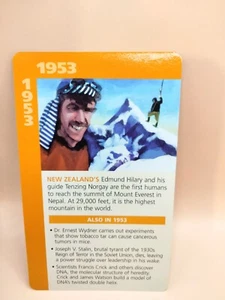 1953
1953
NEW ZEALAND'S Edmund Hilary and his
guide Tenzing Norgay are the first humans
to reach the summit of Mount Everest in
Nepal. At 29,000 feet, it is the highest
mountain in the world.
ALSO IN 1953
• Dr. Ernest Wydner carries out experiments
that show tobacco tar can cause cancerous
tumors in mice.
• Joseph V. Stalin, brutal tyrant of the 1930s
Reign of Terror in the Soviet Union, dies, leaving
a power struggle over leadership in his wake.
• Scientists Francis Crick and others discover
DNA, the molecular structure of heredity.
Crick and James Watson build a model of
DNA's twisted double helix.